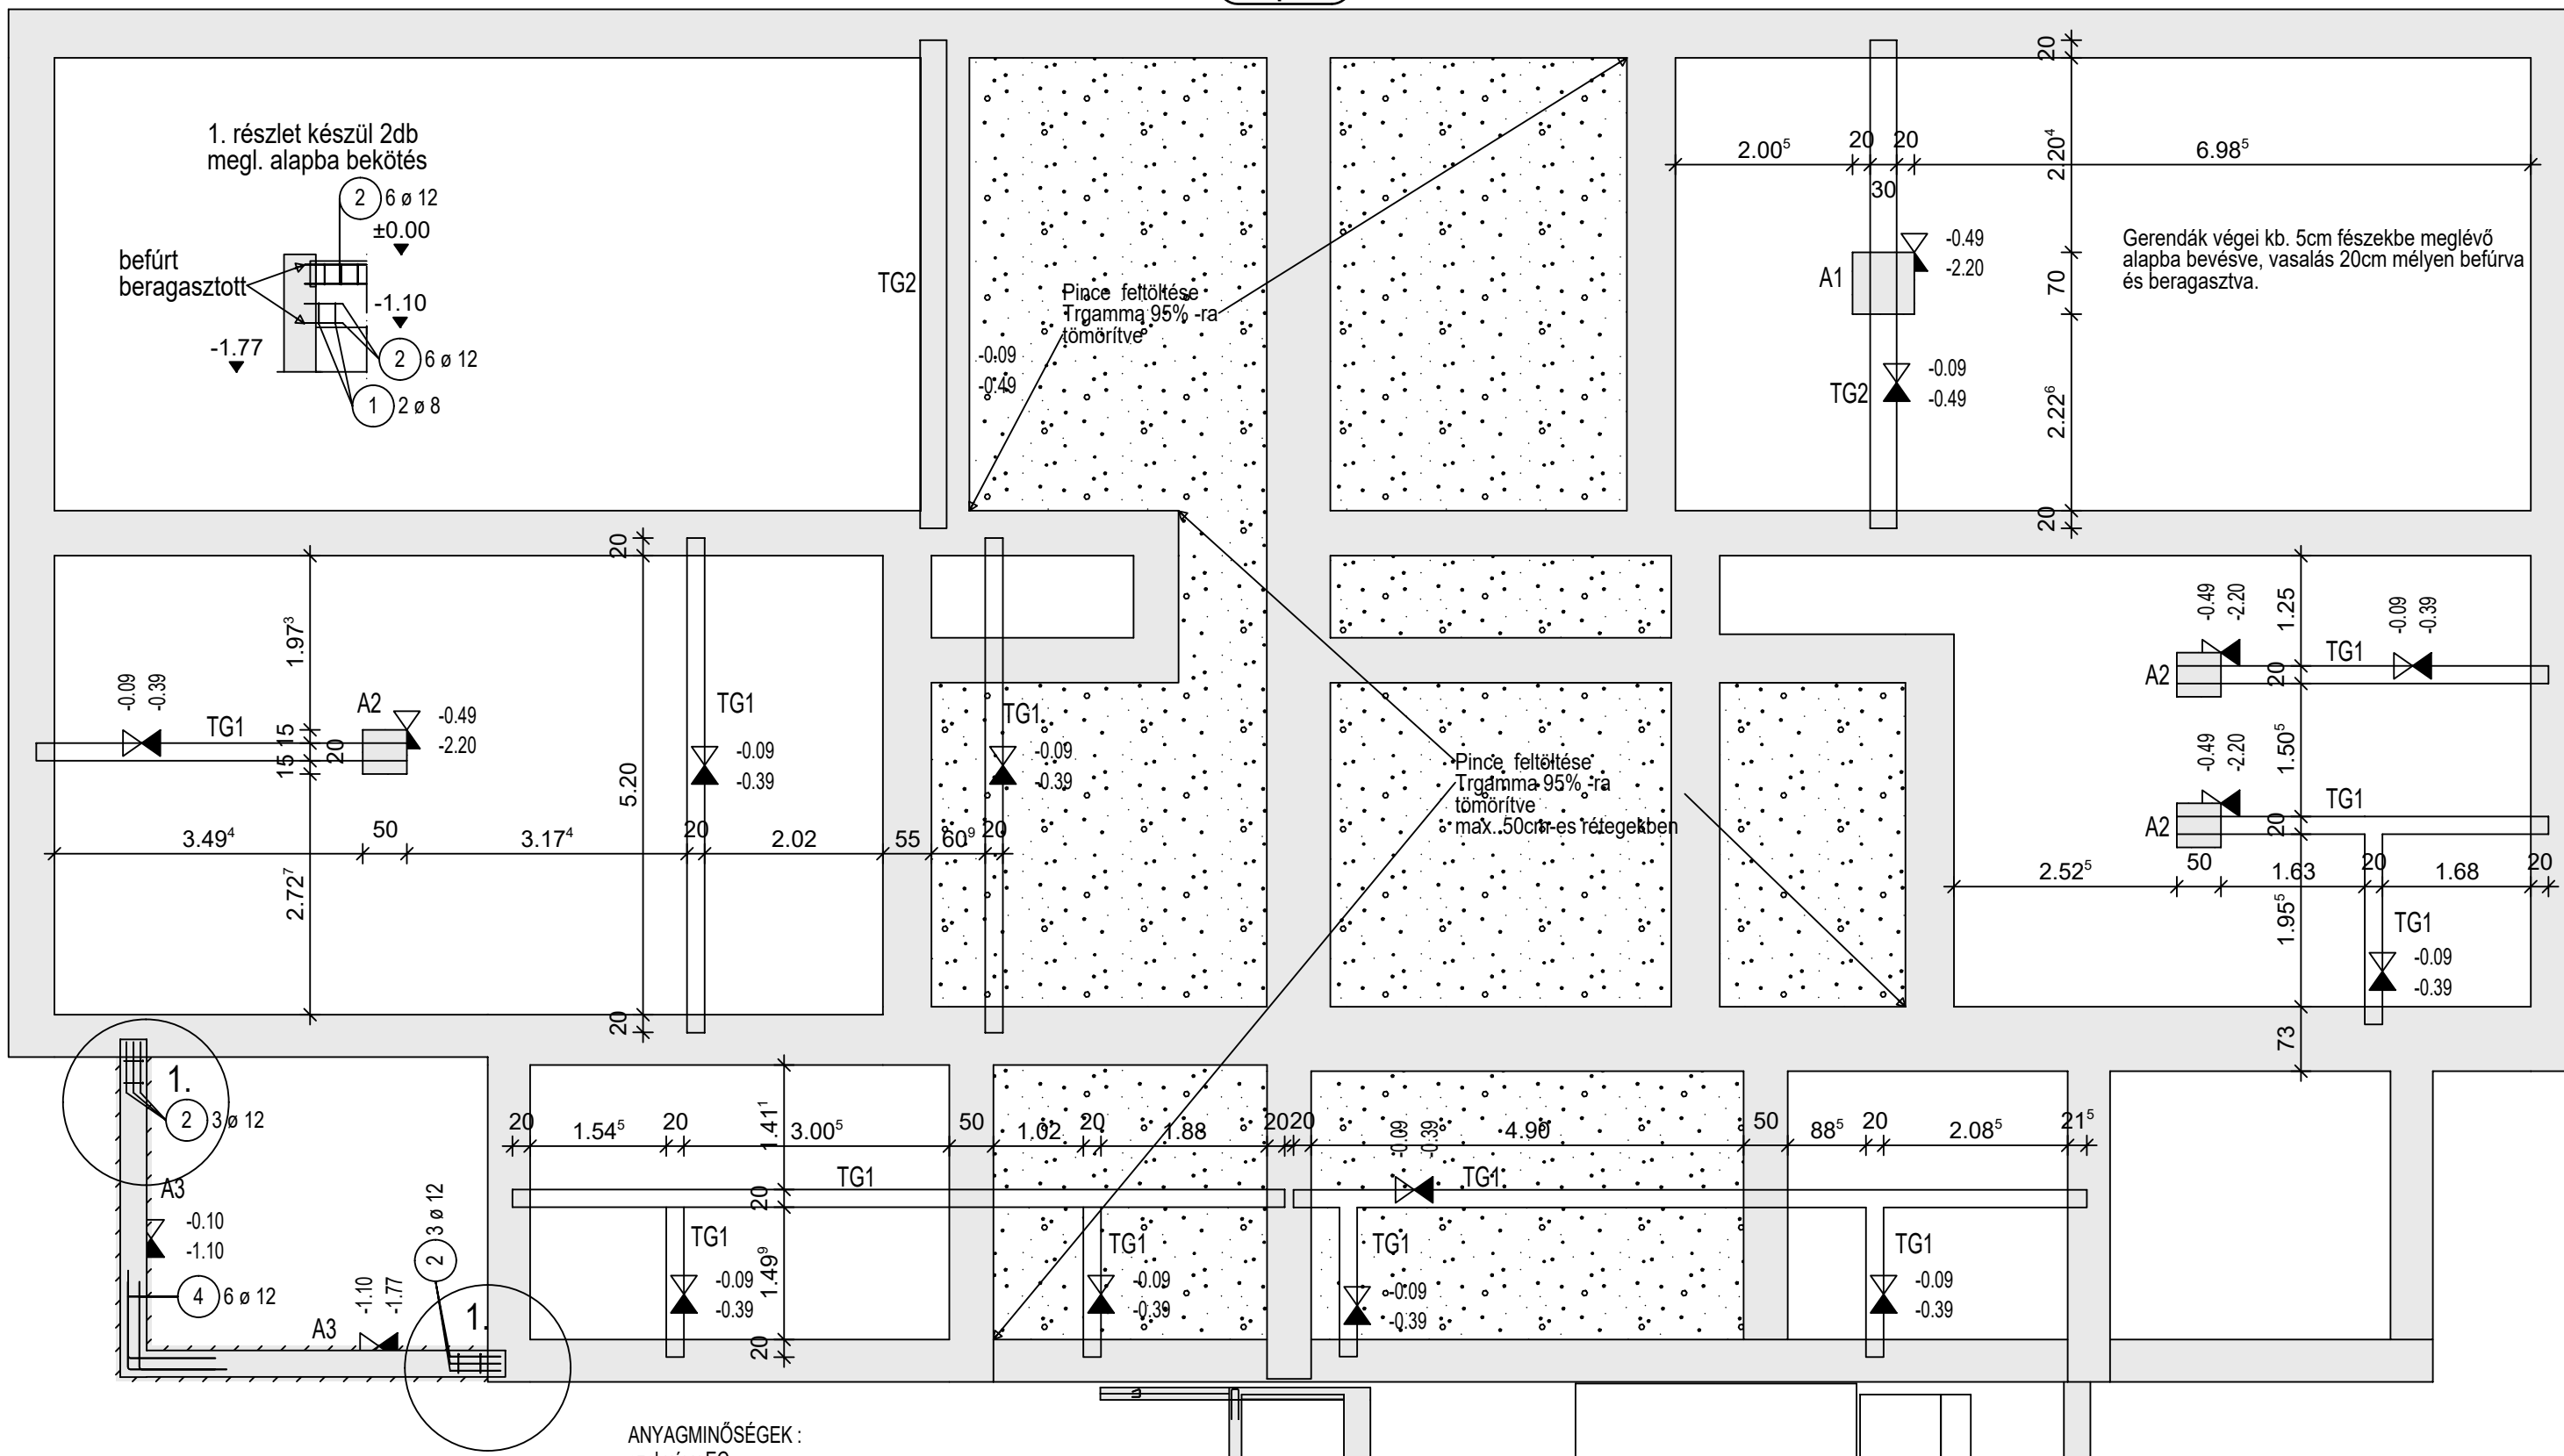 1. részlet készül 2db
megl. alapba bekötés
2 6 ø 12
±0.00
befúrt
beragasztott
-1.10
-1.77
2 6 ø 12
1 2 ø 8
TG2
-0.09
-0.49
Pince feltöltése
Trgamma 95% -ra
tömörítve
20
2.00⁵
20
20
6.98⁵
30
2.20⁴
A1
-0.49
-2.20
70
Gerendák végei kb. 5cm fészekbe meglévő
alapba bevésve, vasalás 20cm mélyen befúrva
és beragasztva.
TG2
-0.09
-0.49
2.22⁶
20
1.97³
-0.09
-0.39
TG1
15
15
20
A2
-0.49
-2.20
2.72⁷
20
5.20
20
TG1
-0.09
-0.39
3.49⁴
50
3.17⁴
20
2.02
55
60⁹
20
TG1
-0.09
-0.39
Pince feltöltése
Trgamma 95% -ra
tömörítve
max. 50cm-es rétegekben
-0.49
-2.20
1.25
-0.09
-0.39
A2
20
TG1
-0.49
-2.20
1.50⁵
A2
20
TG1
2.52⁵
50
1.63
20
1.68
20
1.95⁵
TG1
-0.09
-0.39
73
1.
2 3 ø 12
A3
-0.10
-1.10
4 6 ø 12
A3
-1.10
-1.77
2 3 ø 12
1.
20
1.54⁵
20
1.41¹
3.00⁵
50
1.02
20
1.88
20
20
4.90
50
88⁵
20
2.08⁵
21⁵
TG1
20
-0.09
-0.39
TG1
TG1
-0.09
-0.39
1.49⁹
20
TG1
-0.09
-0.39
TG1
-0.09
-0.39
TG1
-0.09
-0.39
ANYAGMINŐSÉGEK :